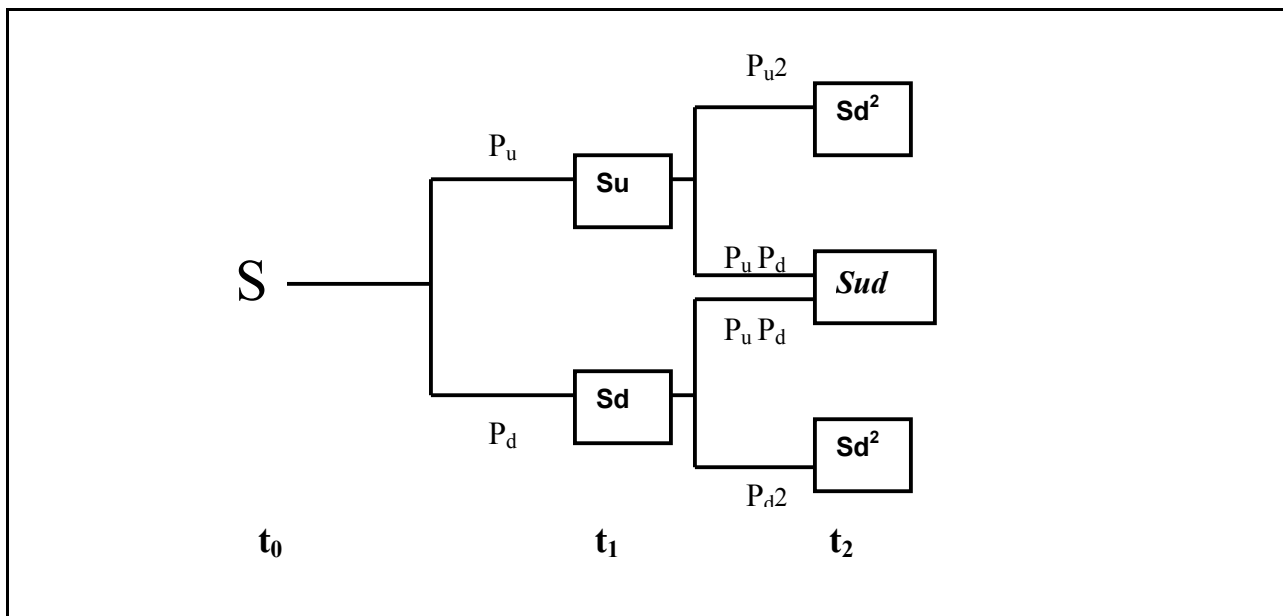 P_u2
Sd²
P_u
Su
P_u P_d
Sud
S
P_u P_d
Sd
Sd²
P_d
P_d2
t₀ t₁ t₂